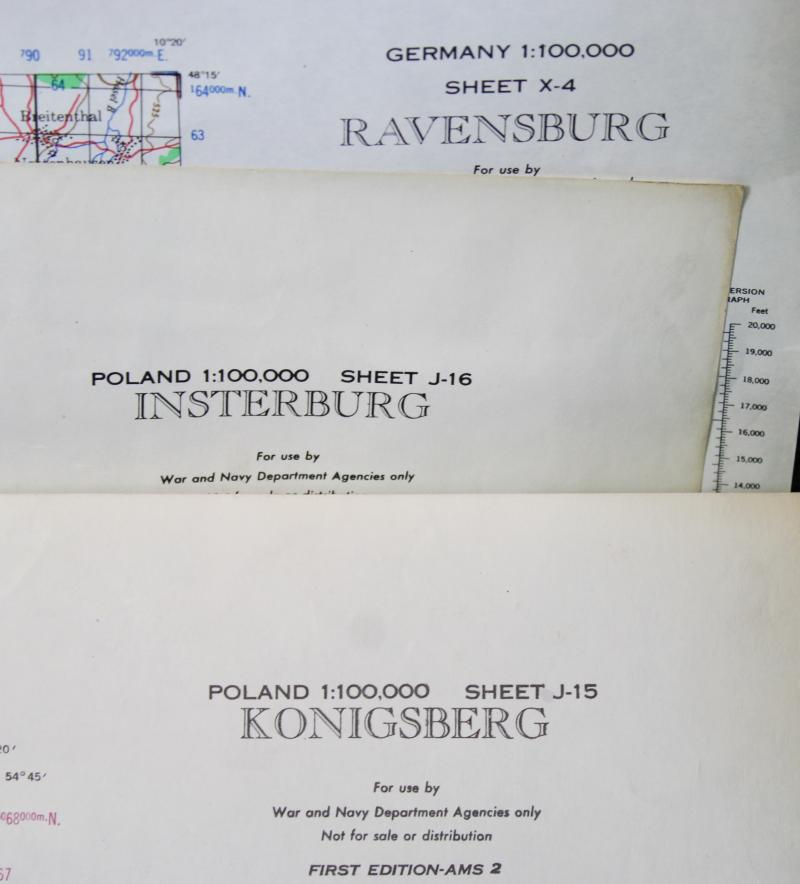 10°20′
790 91 792000m. E.
48°15′
164000m. N.
64
Breitenthal
63
525
GERMANY 1:100,000
SHEET X-4
RAVENSBURG
For use by
ERSION
RAPH
Feet
20,000
19,000
18,000
17,000
16,000
15,000
14,000
POLAND 1:100,000 SHEET J-16
INSTERBURG
For use by
War and Navy Department Agencies only
POLAND 1:100,000 SHEET J-15
KONIGSBERG
20′
54°45′
068000m. N.
67
For use by
War and Navy Department Agencies only
Not for sale or distribution
FIRST EDITION-AMS 2